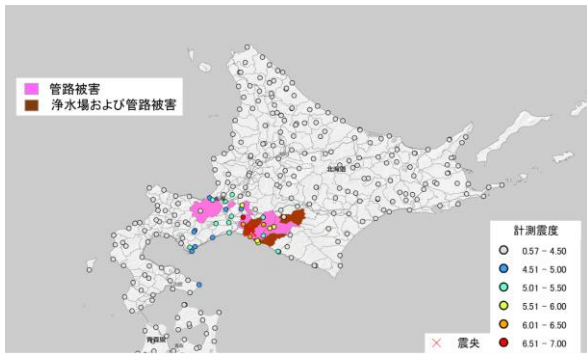 管路被害
浄水場および管路被害
北海道
青森県
計測震度
0.57 - 4.50
4.51 - 5.00
5.01 - 5.50
5.51 - 6.00
6.01 - 6.50
6.51 - 7.00
震央